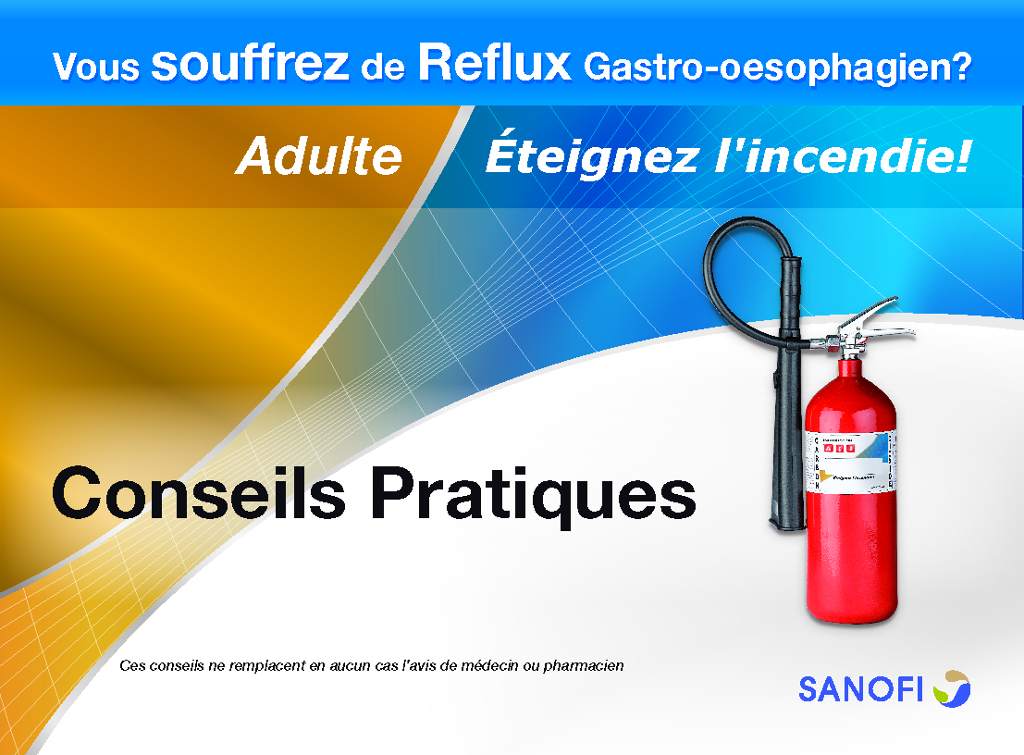 Vous souffrez de Reflux Gastro-oesophagien?
Adulte
Éteignez l'incendie!
Conseils Pratiques
Ces conseils ne remplacent en aucun cas l'avis de médecin ou pharmacien
SANOFI
CARBON